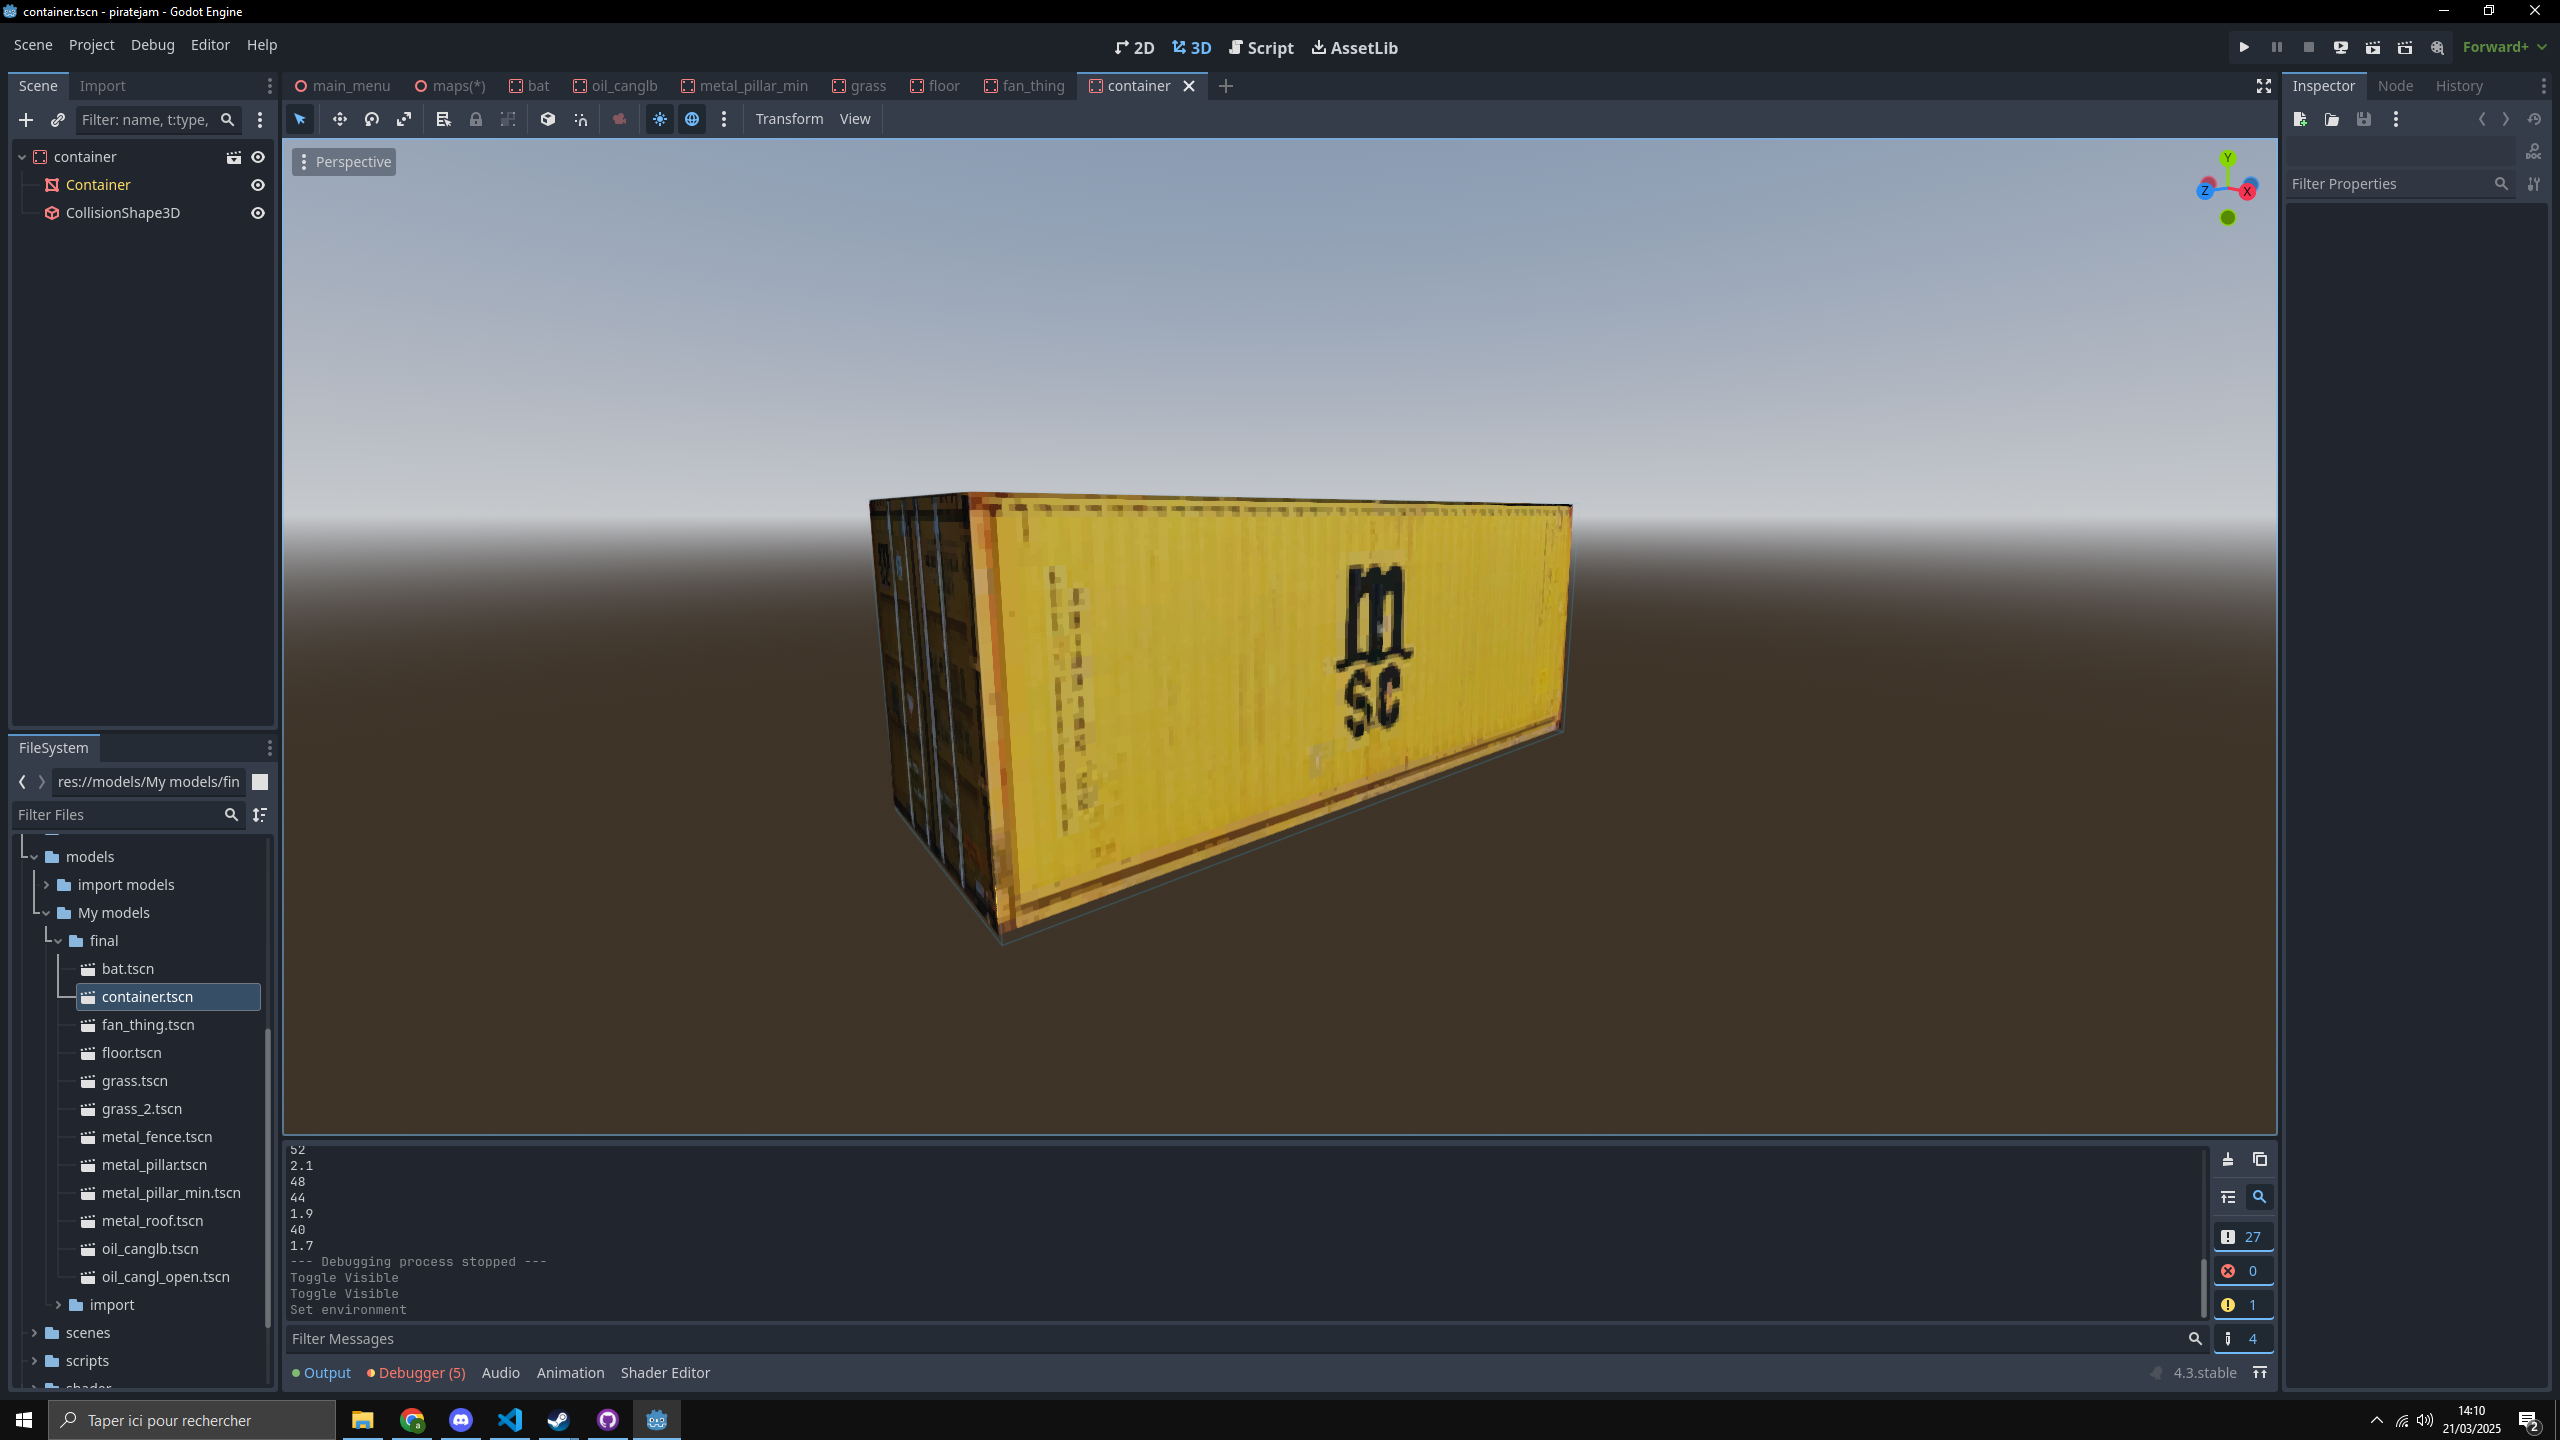 container.tscn - piratejam - Godot Engine
Scene Project Debug Editor Help
2D 3D Script AssetLib
Forward+
Scene Import
main_menu maps(*) bat oil_canglb metal_pillar_min grass floor fan_thing container
Inspector Node History
Filter: name, t:type,
Transform View
container
Container
CollisionShape3D
Perspective
Y
Z X
DOC
Filter Properties
m
sc
FileSystem
res://models/My models/fin
Filter Files
models
import models
My models
final
bat.tscn
container.tscn
fan_thing.tscn
floor.tscn
grass.tscn
grass_2.tscn
metal_fence.tscn
metal_pillar.tscn
metal_pillar_min.tscn
metal_roof.tscn
oil_canglb.tscn
oil_cangl_open.tscn
import
scenes
scripts
shader
52
2.1
48
44
1.9
40
1.7
--- Debugging process stopped ---
Toggle Visible
Toggle Visible
Set environment
27
0
1
4
Filter Messages
Output Debugger (5) Audio Animation Shader Editor
4.3.stable
Taper ici pour rechercher
14:10
21/03/2025
2